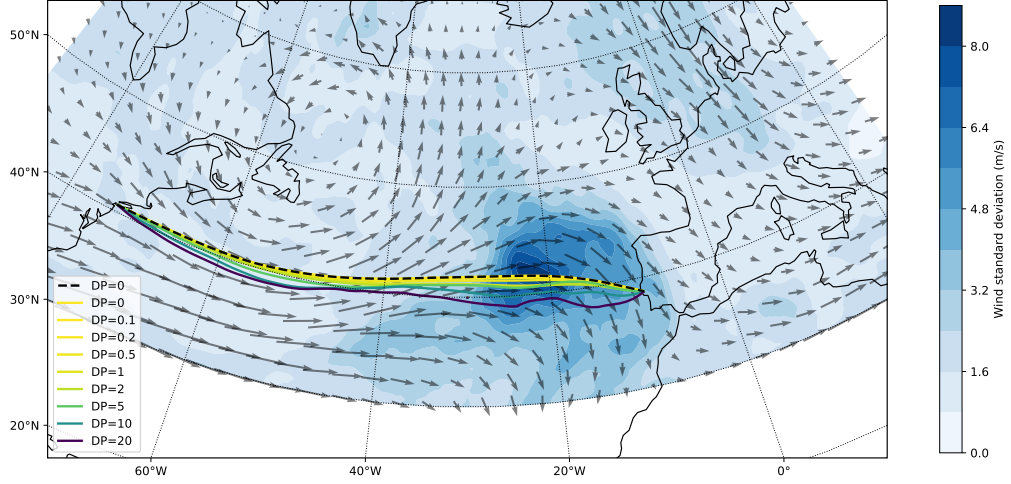 50°N
40°N
30°N
20°N
60°W
40°W
20°W
0°
DP=0
DP=0
DP=0.1
DP=0.2
DP=0.5
DP=1
DP=2
DP=5
DP=10
DP=20
8.0
6.4
4.8
3.2
1.6
0.0
Wind standard deviation (m/s)